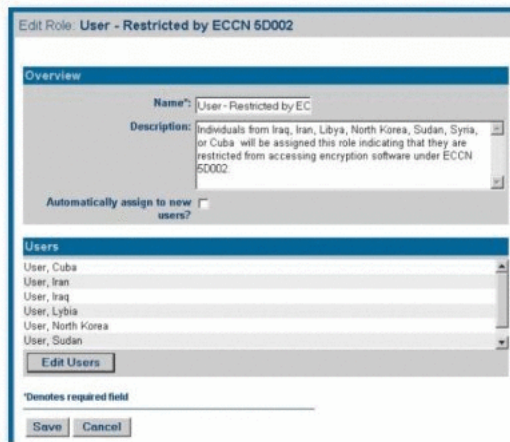 Edit Role: User - Restricted by ECCN 5D002
Overview
Name*: User - Restricted by EC
Description: Individuals from Iraq, Iran, Libya, North Korea, Sudan, Syria,
or Cuba will be assigned this role indicating that they are
restricted from accessing encryption software under ECCN
5D002.
Automatically assign to new
users?
Users
User, Cuba
User, Iran
User, Iraq
User, Lybia
User, North Korea
User, Sudan
Edit Users
*Denotes required field
Save Cancel